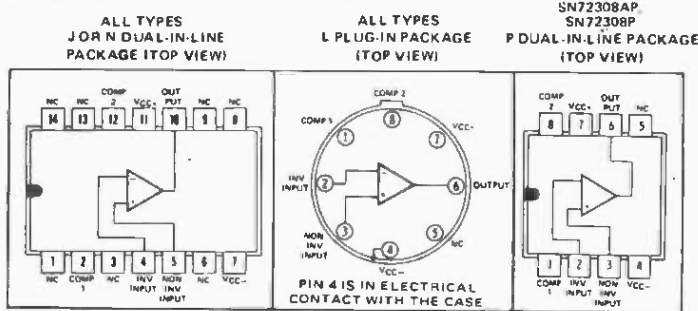 ALL TYPES
J OR N DUAL-IN-LINE
PACKAGE (TOP VIEW)
NC NC COMP 2 VCC+ OUT PUT NC NC
14 13 12 11 10 9 8
1 2 3 4 5 6 7
NC COMP 1 NC INV INPUT NON INV INPUT NC VCC–
ALL TYPES
L PLUG-IN PACKAGE
(TOP VIEW)
COMP 2
COMP 1
8
1
7
2
INV INPUT
6
OUTPUT
3
NON INV INPUT
5
NC
4
VCC–
PIN 4 IS IN ELECTRICAL
CONTACT WITH THE CASE
SN72308AP
SN72308P
P DUAL-IN-LINE PACKAGE
(TOP VIEW)
COMP 2 VCC+ OUT PUT NC
8 7 6 5
1 2 3 4
COMP 1 INV INPUT NON INV INPUT VCC–